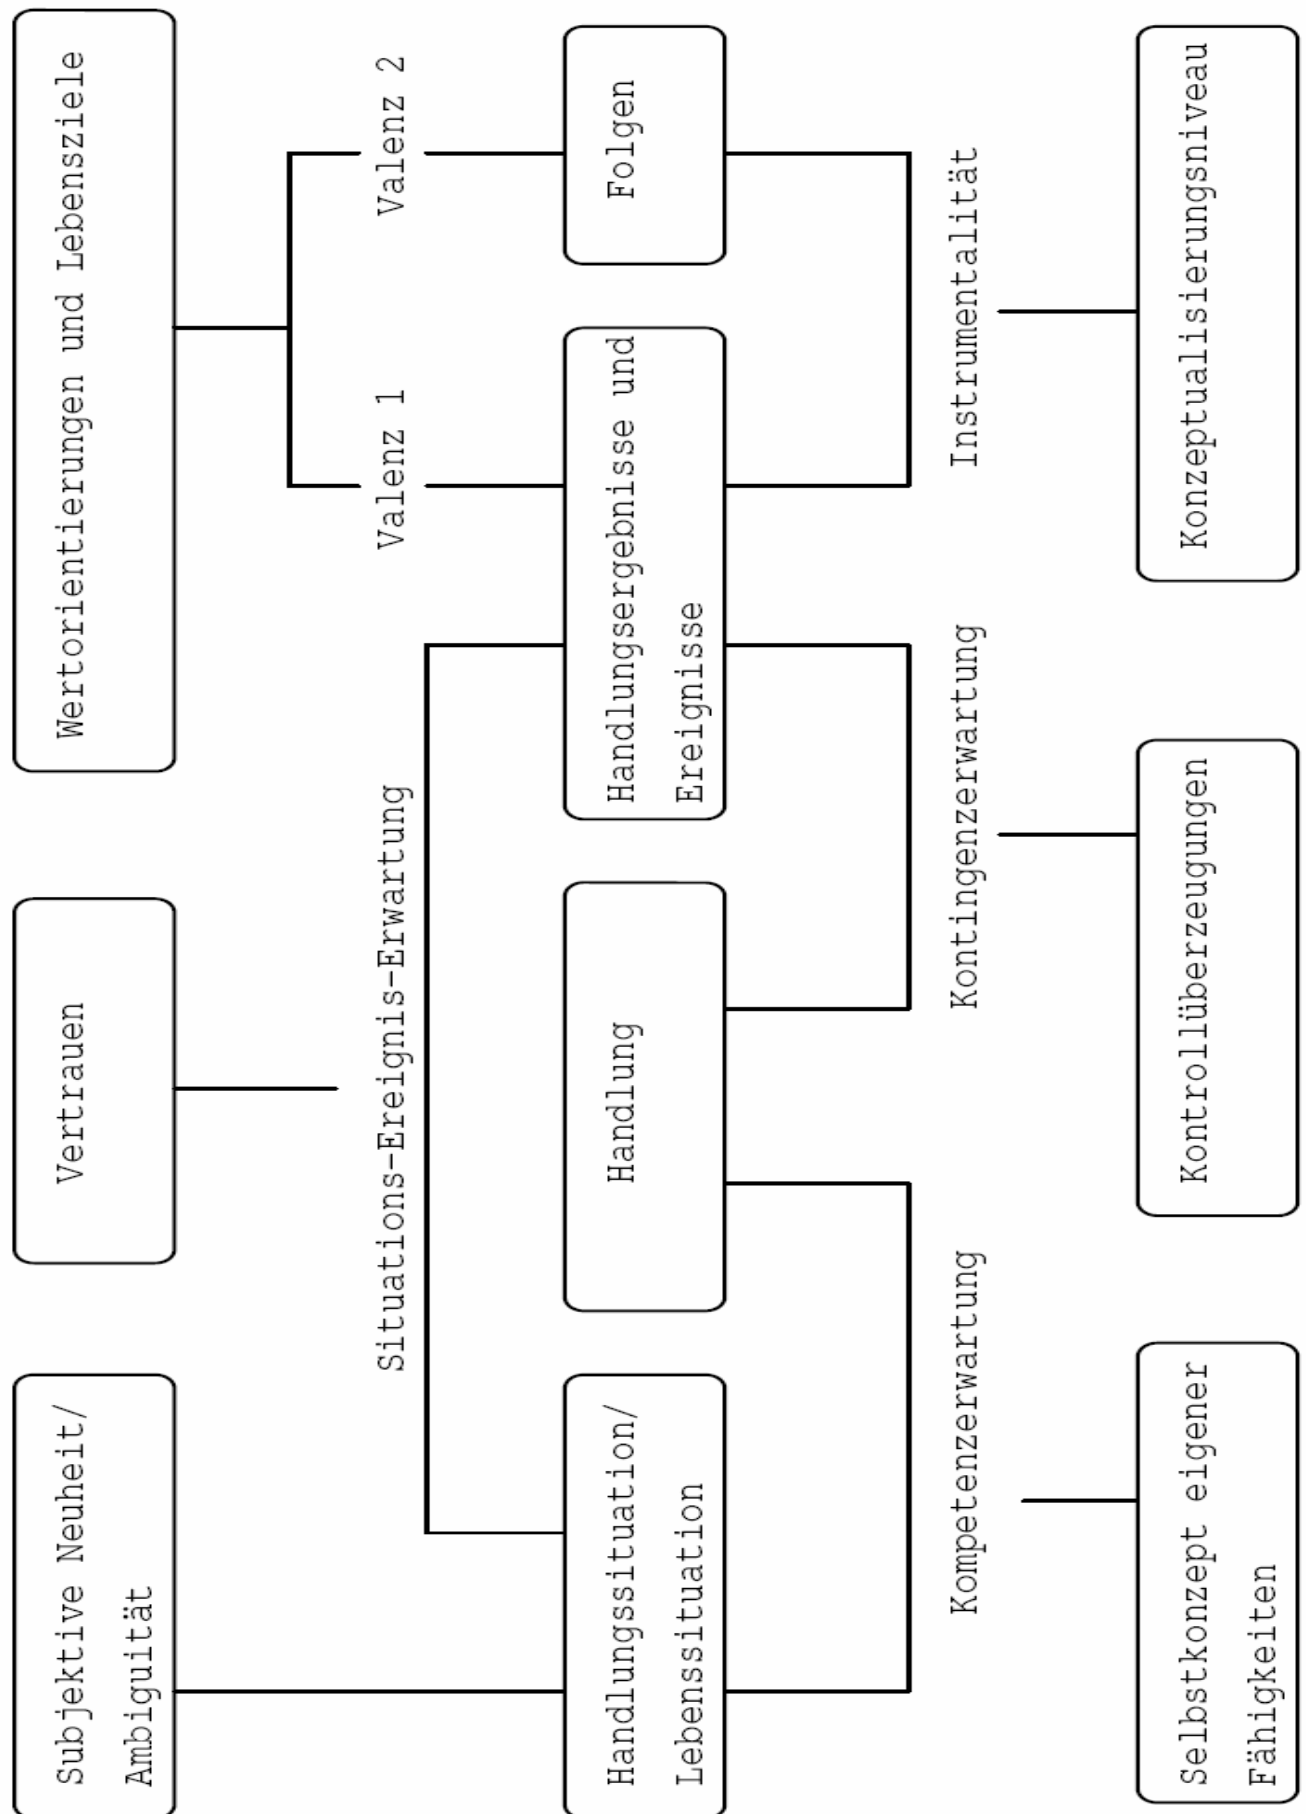 Subjektive Neuheit/
Ambiguität
Vertrauen
Wertorientierungen und Lebensziele
Situations-Ereignis-Erwartung
Valenz 1
Valenz 2
Handlungssituation/
Lebenssituation
Handlung
Handlungsergebnisse und
Ereignisse
Folgen
Kompetenzerwartung
Kontingenzerwartung
Instrumentalität
Selbstkonzept eigener
Fähigkeiten
Kontrollüberzeugungen
Konzeptualisierungsniveau